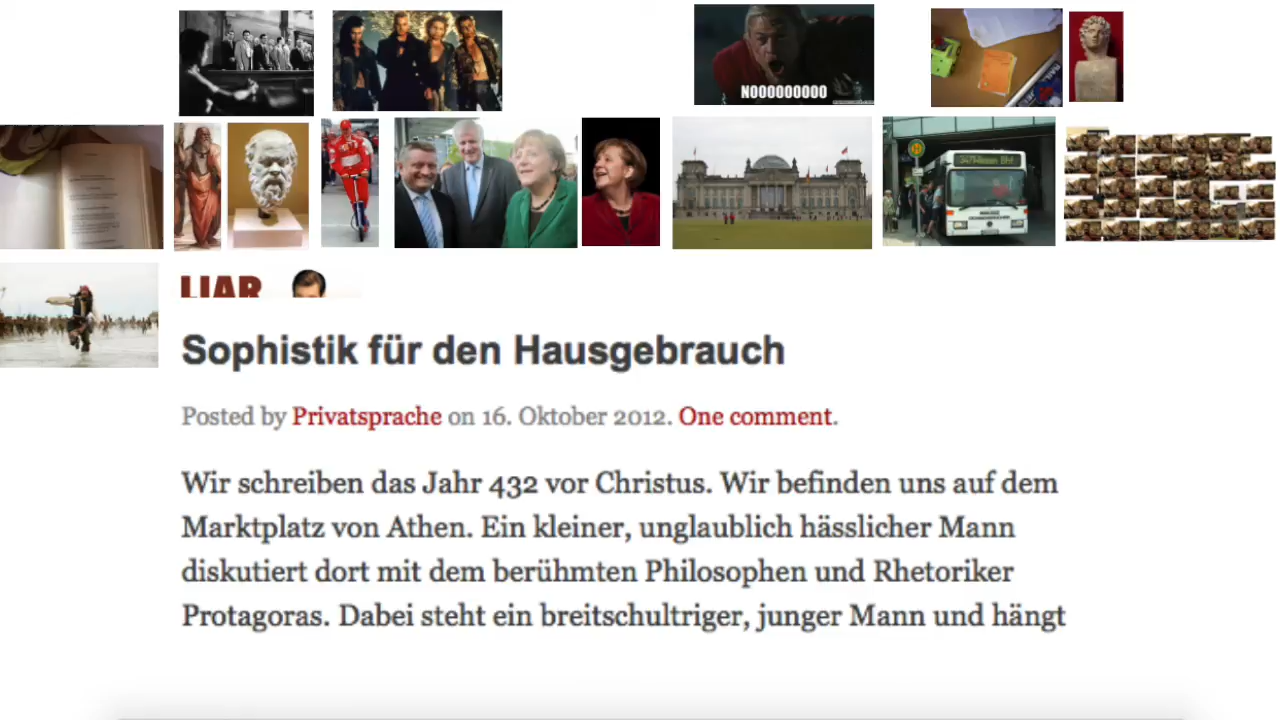 NOOOOOOOOO
LIAR
Sophistik für den Hausgebrauch
Posted by Privatsprache on 16. Oktober 2012. One comment.
Wir schreiben das Jahr 432 vor Christus. Wir befinden uns auf dem
Marktplatz von Athen. Ein kleiner, unglaublich hässlicher Mann
diskutiert dort mit dem berühmten Philosophen und Rhetoriker
Protagoras. Dabei steht ein breitschultriger, junger Mann und hängt